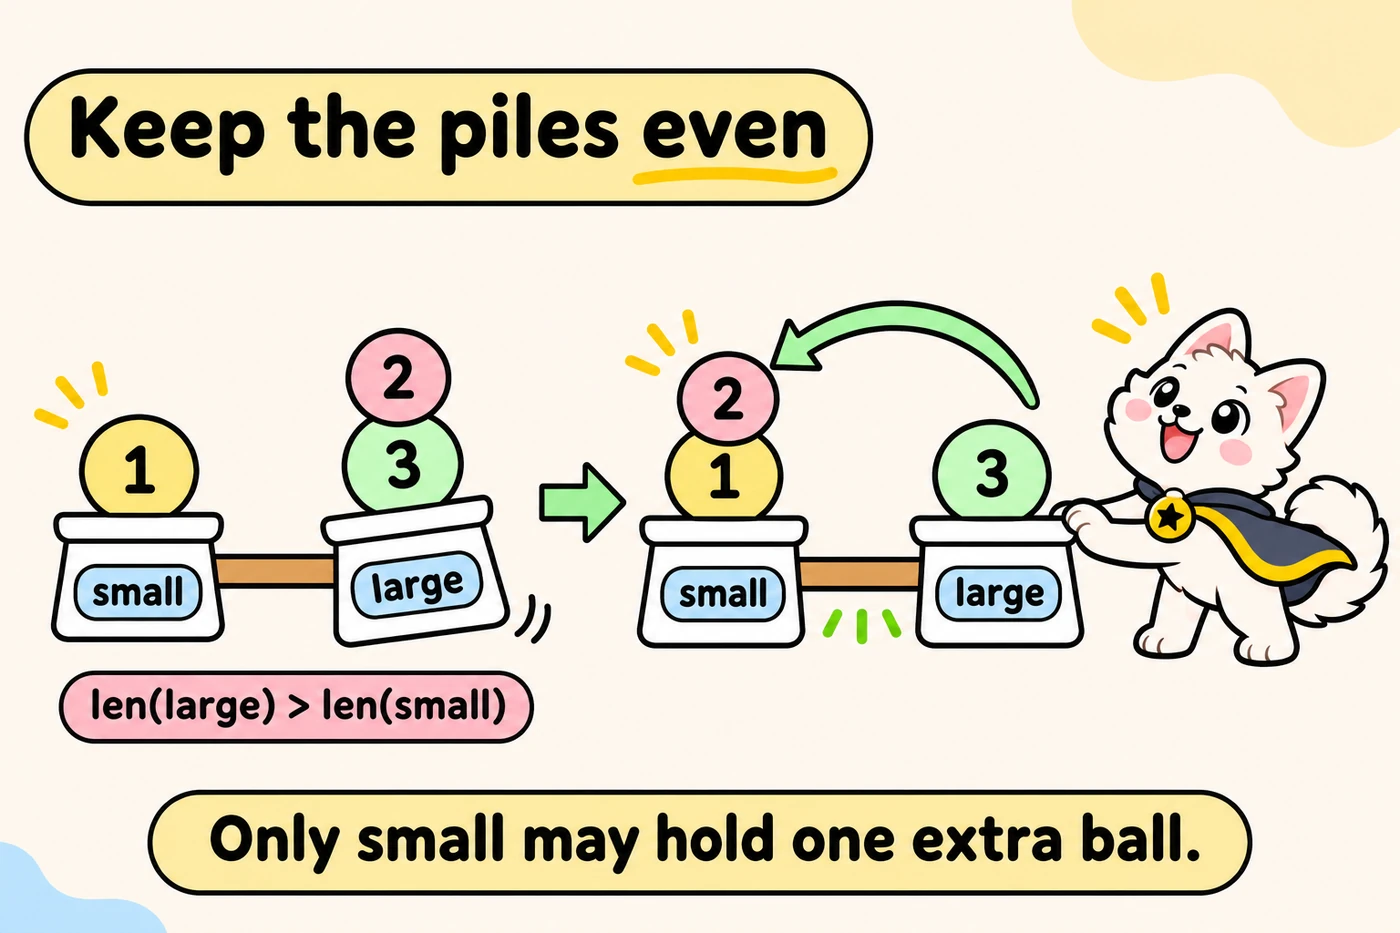 Keep the piles even
1
2
3
small
large
2
1
3
small
large
len(large) > len(small)
Only small may hold one extra ball.